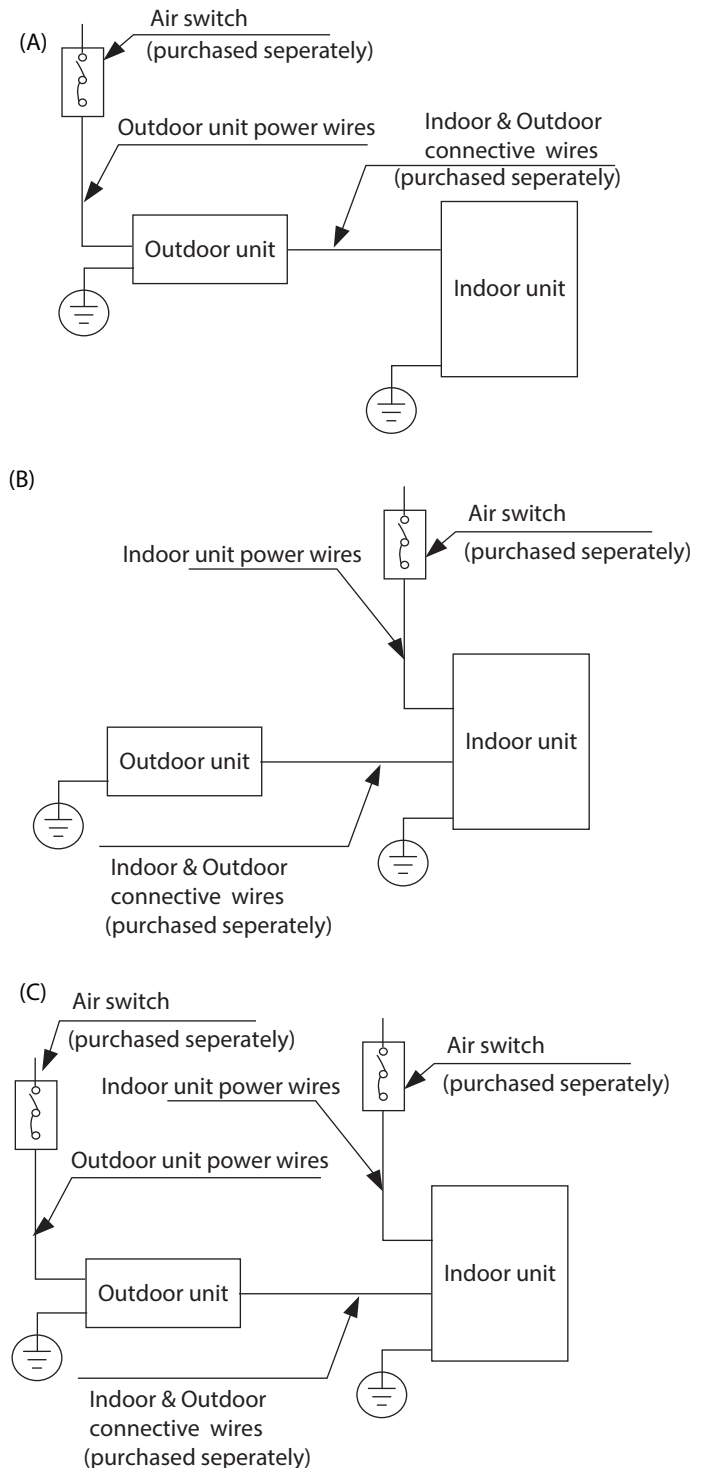 (A)
Air switch
(purchased seperately)
Outdoor unit power wires
Indoor & Outdoor
connective wires
(purchased seperately)
Outdoor unit
Indoor unit
(B)
Air switch
(purchased seperately)
Indoor unit power wires
Outdoor unit
Indoor unit
Indoor & Outdoor
connective wires
(purchased seperately)
(C)
Air switch
(purchased seperately)
Air switch
(purchased seperately)
Indoor unit power wires
Outdoor unit power wires
Outdoor unit
Indoor unit
Indoor & Outdoor
connective wires
(purchased seperately)